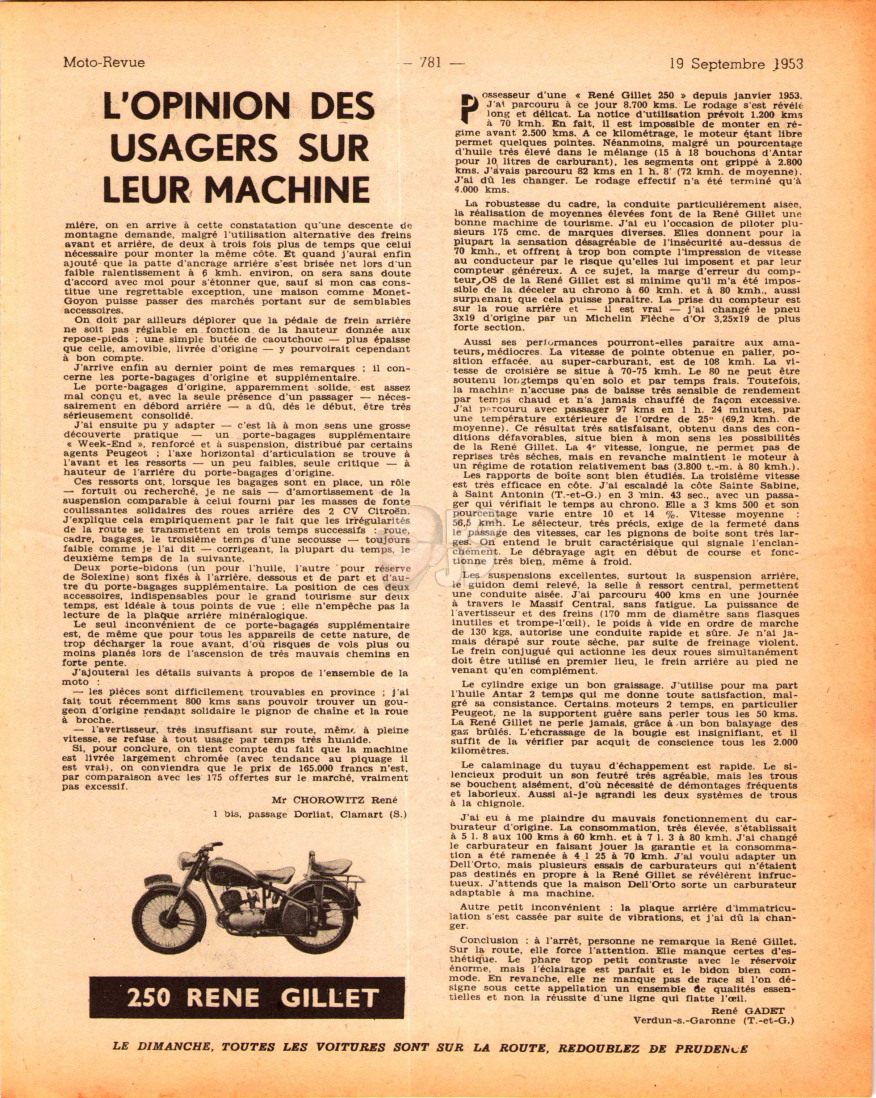 Moto-Revue
— 781 —
19 Septembre 1953
L'OPINION DES
USAGERS SUR
LEUR MACHINE
mière, on en arrive à cette constatation qu'une descente de
montagne demande, malgré l'utilisation alternative des freins
avant et arrière, de deux à trois fois plus de temps que celui
nécessaire pour monter la même côte. Et quand j'aurai enfin
ajouté que la patte d'ancrage arrière s'est brisée net lors d'un
faible ralentissement à 6 kmh. environ, on sera sans doute
d'accord avec moi pour s'étonner que, sauf si mon cas cons-
titue une regrettable exception, une maison comme Monet-
Goyon puisse passer des marchés portant sur de semblables
accessoires.
On doit par ailleurs déplorer que la pédale de frein arrière
ne soit pas réglable en fonction de la hauteur donnée aux
repose-pieds ; une simple butée de caoutchouc — plus épaisse
que celle, amovible, livrée d'origine — y pourvoirait cependant
à bon compte.
J'arrive enfin au dernier point de mes remarques ; il con-
cerne les porte-bagages d'origine et supplémentaire.
Le porte-bagages d'origine, apparemment solide, est assez
mal conçu et, avec la seule présence d'un passager — néces-
sairement en débord arrière — a dû, dès le début, être très
sérieusement consolidé.
J'ai ensuite pu y adapter — c'est là à mon sens une grosse
découverte pratique — un porte-bagages supplémentaire
« Week-End », renforcé et à suspension, distribué par certains
agents Peugeot ; l'axe horizontal d'articulation se trouve à
l'avant et les ressorts — un peu faibles, seule critique — à
hauteur de l'arrière du porte-bagages d'origine.
Ces ressorts ont, lorsque les bagages sont en place, un rôle
— fortuit ou recherché, je ne sais — d'amortissement de la
suspension comparable à celui fourni par les masses de fonte
coulissantes solidaires des roues arrière des 2 CV Citroën.
J'explique cela empiriquement par le fait que les irrégularités
de la route se transmettent en trois temps successifs : roue,
cadre, bagages, le troisième temps d'une secousse — toujours
faible comme je l'ai dit — corrigeant, la plupart du temps, le
deuxième temps de la suivante.
Deux porte-bidons (un pour l'huile, l'autre pour réserve
de Solexine) sont fixés à l'arrière, dessous et de part et d'au-
tre du porte-bagages supplémentaire. La position de ces deux
accessoires, indispensables pour le grand tourisme sur deux
temps, est idéale à tous points de vue ; elle n'empêche pas la
lecture de la plaque arrière minéralogique.
Le seul inconvénient de ce porte-bagages supplémentaire
est, de même que pour tous les appareils de cette nature, de
trop décharger la roue avant, d'où risques de vols plus ou
moins planés lors de l'ascension de très mauvais chemins en
forte pente.
J'ajouterai les détails suivants à propos de l'ensemble de la
moto :
— les pièces sont difficilement trouvables en province ; j'ai
fait tout récemment 800 kms sans pouvoir trouver un gou-
geon d'origine rendant solidaire le pignon de chaîne et la roue
à broche.
— l'avertisseur, très insuffisant sur route, même à pleine
vitesse, se refuse à tout usage par temps très humide.
Si, pour conclure, on tient compte du fait que la machine
est livrée largement chromée (avec tendance au piquage il
est vrai), on conviendra que le prix de 165.000 francs n'est,
par comparaison avec les 175 offertes sur le marché, vraiment
pas excessif.
Mr CHOROWITZ René
1 bis, passage Dorliat, Clamart (S.)
250 RENE GILLET
Possesseur d'une « René Gillet 250 » depuis janvier 1953,
J'ai parcouru à ce jour 8.700 kms. Le rodage s'est révélé
long et délicat. La notice d'utilisation prévoit 1.200 kms
à 70 kmh. En fait, il est impossible de monter en ré-
gime avant 2.500 kms. A ce kilométrage, le moteur étant libre
permet quelques pointes. Néanmoins, malgré un pourcentage
d'huile très élevé dans le mélange (15 à 18 bouchons d'Antar
pour 10 litres de carburant), les segments ont grippé à 2.800
kms. J'avais parcouru 82 kms en 1 h. 8' (72 kmh. de moyenne).
J'ai dû les changer. Le rodage effectif n'a été terminé qu'à
4.000 kms.
La robustesse du cadre, la conduite particulièrement aisée,
la réalisation de moyennes élevées font de la René Gillet une
bonne machine de tourisme. J'ai eu l'occasion de piloter plu-
sieurs 175 cmc. de marques diverses. Elles donnent pour la
plupart la sensation désagréable de l'insécurité au-dessus de
70 kmh., et offrent à trop bon compte l'impression de vitesse
au conducteur par le risque qu'elles lui imposent et par leur
compteur généreux. A ce sujet, la marge d'erreur du comp-
teur OS de la René Gillet est si minime qu'il m'a été impos-
sible de la déceler au chrono à 60 kmh. et à 80 kmh., aussi
surprenant que cela puisse paraître. La prise du compteur est
sur la roue arrière et — il est vrai — j'ai changé le pneu
3x19 d'origine par un Michelin Flèche d'Or 3,25x19 de plus
forte section.
Aussi ses performances pourront-elles paraître aux ama-
teurs, médiocres. La vitesse de pointe obtenue en palier, po-
sition effacée, au super-carburant, est de 108 kmh. La vi-
tesse de croisière se situe à 70-75 kmh. Le 80 ne peut être
soutenu longtemps qu'en solo et par temps frais. Toutefois,
la machine n'accuse pas de baisse très sensible de rendement
par temps chaud et n'a jamais chauffé de façon excessive.
J'ai parcouru avec passager 97 kms en 1 h. 24 minutes, par
une température extérieure de l'ordre de 25° (69,2 kmh. de
moyenne). Ce résultat très satisfaisant, obtenu dans des con-
ditions défavorables, situe bien à mon sens les possibilités
de la René Gillet. La 4e vitesse, longue, ne permet pas de
reprises très sèches, mais en revanche maintient le moteur à
un régime de rotation relativement bas (3.800 t.-m. à 80 kmh.).
Les rapports de boîte sont bien étudiés. La troisième vitesse
est très efficace en côte. J'ai escaladé la côte Sainte Sabine,
à Saint Antonin (T.-et-G.) en 3 min. 43 sec., avec un passa-
ger qui vérifiait le temps au chrono. Elle a 3 kms 500 et son
pourcentage varie entre 10 et 14 %. Vitesse moyenne :
56,5 kmh. Le sélecteur, très précis, exige de la fermeté dans
le passage des vitesses, car les pignons de boîte sont très lar-
ges. On entend le bruit caractéristique qui signale l'enclan-
chement. Le débrayage agit en début de course et fonc-
tionne très bien, même à froid.
Les suspensions excellentes, surtout la suspension arrière,
le guidon demi relevé, la selle à ressort central, permettent
une conduite aisée. J'ai parcouru 400 kms en une journée
à travers le Massif Central, sans fatigue. La puissance de
l'avertisseur et des freins (170 mm de diamètre sans flasques
inutiles et trompe-l'œil), le poids à vide en ordre de marche
de 130 kgs, autorise une conduite rapide et sûre. Je n'ai ja-
mais dérapé sur route sèche, par suite de freinage violent.
Le frein conjugué qui actionne les deux roues simultanément
doit être utilisé en premier lieu, le frein arrière au pied ne
venant qu'en complément.
Le cylindre exige un bon graissage. J'utilise pour ma part
l'huile Antar 2 temps qui me donne toute satisfaction, mal-
gré sa consistance. Certains moteurs 2 temps, en particulier
Peugeot, ne la supportent guère sans perler tous les 50 kms.
La René Gillet ne perle jamais, grâce à un bon balayage des
gaz brûlés. L'encrassage de la bougie est insignifiant, et il
suffit de la vérifier par acquit de conscience tous les 2.000
kilomètres.
Le calaminage du tuyau d'échappement est rapide. Le si-
lencieux produit un son feutré très agréable, mais les trous
se bouchent aisément, d'où nécessité de démontages fréquents
et laborieux. Aussi ai-je agrandi les deux systèmes de trous
à la chignole.
J'ai eu à me plaindre du mauvais fonctionnement du car-
burateur d'origine. La consommation, très élevée, s'établissait
à 5 l. 8 aux 100 kms à 60 kmh. et à 7 l. 3 à 80 kmh. J'ai changé
le carburateur en faisant jouer la garantie et la consomma-
tion a été ramenée à 4 l 25 à 70 kmh. J'ai voulu adapter un
Dell'Orto, mais plusieurs essais de carburateurs qui n'étaient
pas destinés en propre à la René Gillet se révélèrent infruc-
tueux. J'attends que la maison Dell'Orto sorte un carburateur
adaptable à ma machine.
Autre petit inconvénient : la plaque arrière d'immatricu-
lation s'est cassée par suite de vibrations, et j'ai dû la chan-
ger.
Conclusion : à l'arrêt, personne ne remarque la René Gillet.
Sur la route, elle force l'attention. Elle manque certes d'es-
thétique. Le phare trop petit contraste avec le réservoir
énorme, mais l'éclairage est parfait et le bidon bien com-
mode. En revanche, elle ne manque pas de race si l'on dé-
signe sous cette appellation un ensemble de qualités essen-
tielles et non la réussite d'une ligne qui flatte l'œil.
René GADET
Verdun-s.-Garonne (T.-et-G.)
LE DIMANCHE, TOUTES LES VOITURES SONT SUR LA ROUTE, REDOUBLEZ DE PRUDENCE